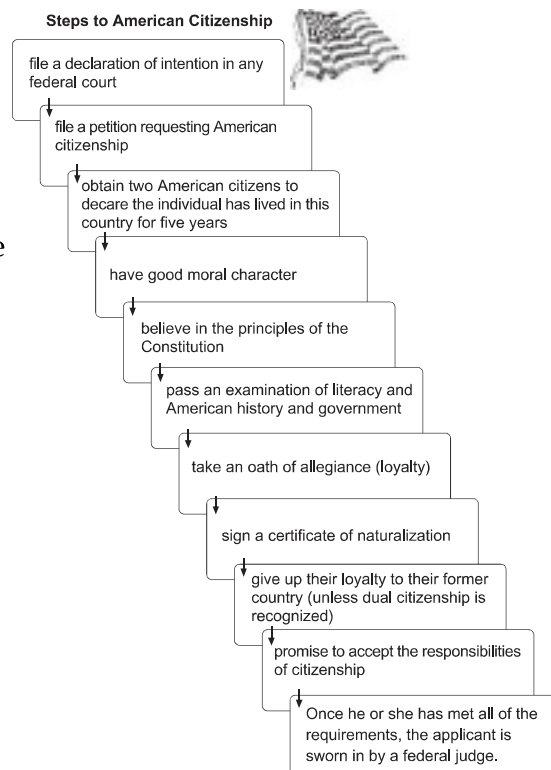 Steps to American Citizenship
file a declaration of intention in any
federal court
file a petition requesting American
citizenship
obtain two American citizens to
decare the individual has lived in this
country for five years
e
have good moral character
believe in the principles of the
Constitution
pass an examination of literacy and
American history and government
take an oath of allegiance (loyalty)
sign a certificate of naturalization
give up their loyalty to their former
country (unless dual citizenship is
recognized)
promise to accept the responsibilities
of citizenship
Once he or she has met all of the
requirements, the applicant is
sworn in by a federal judge.